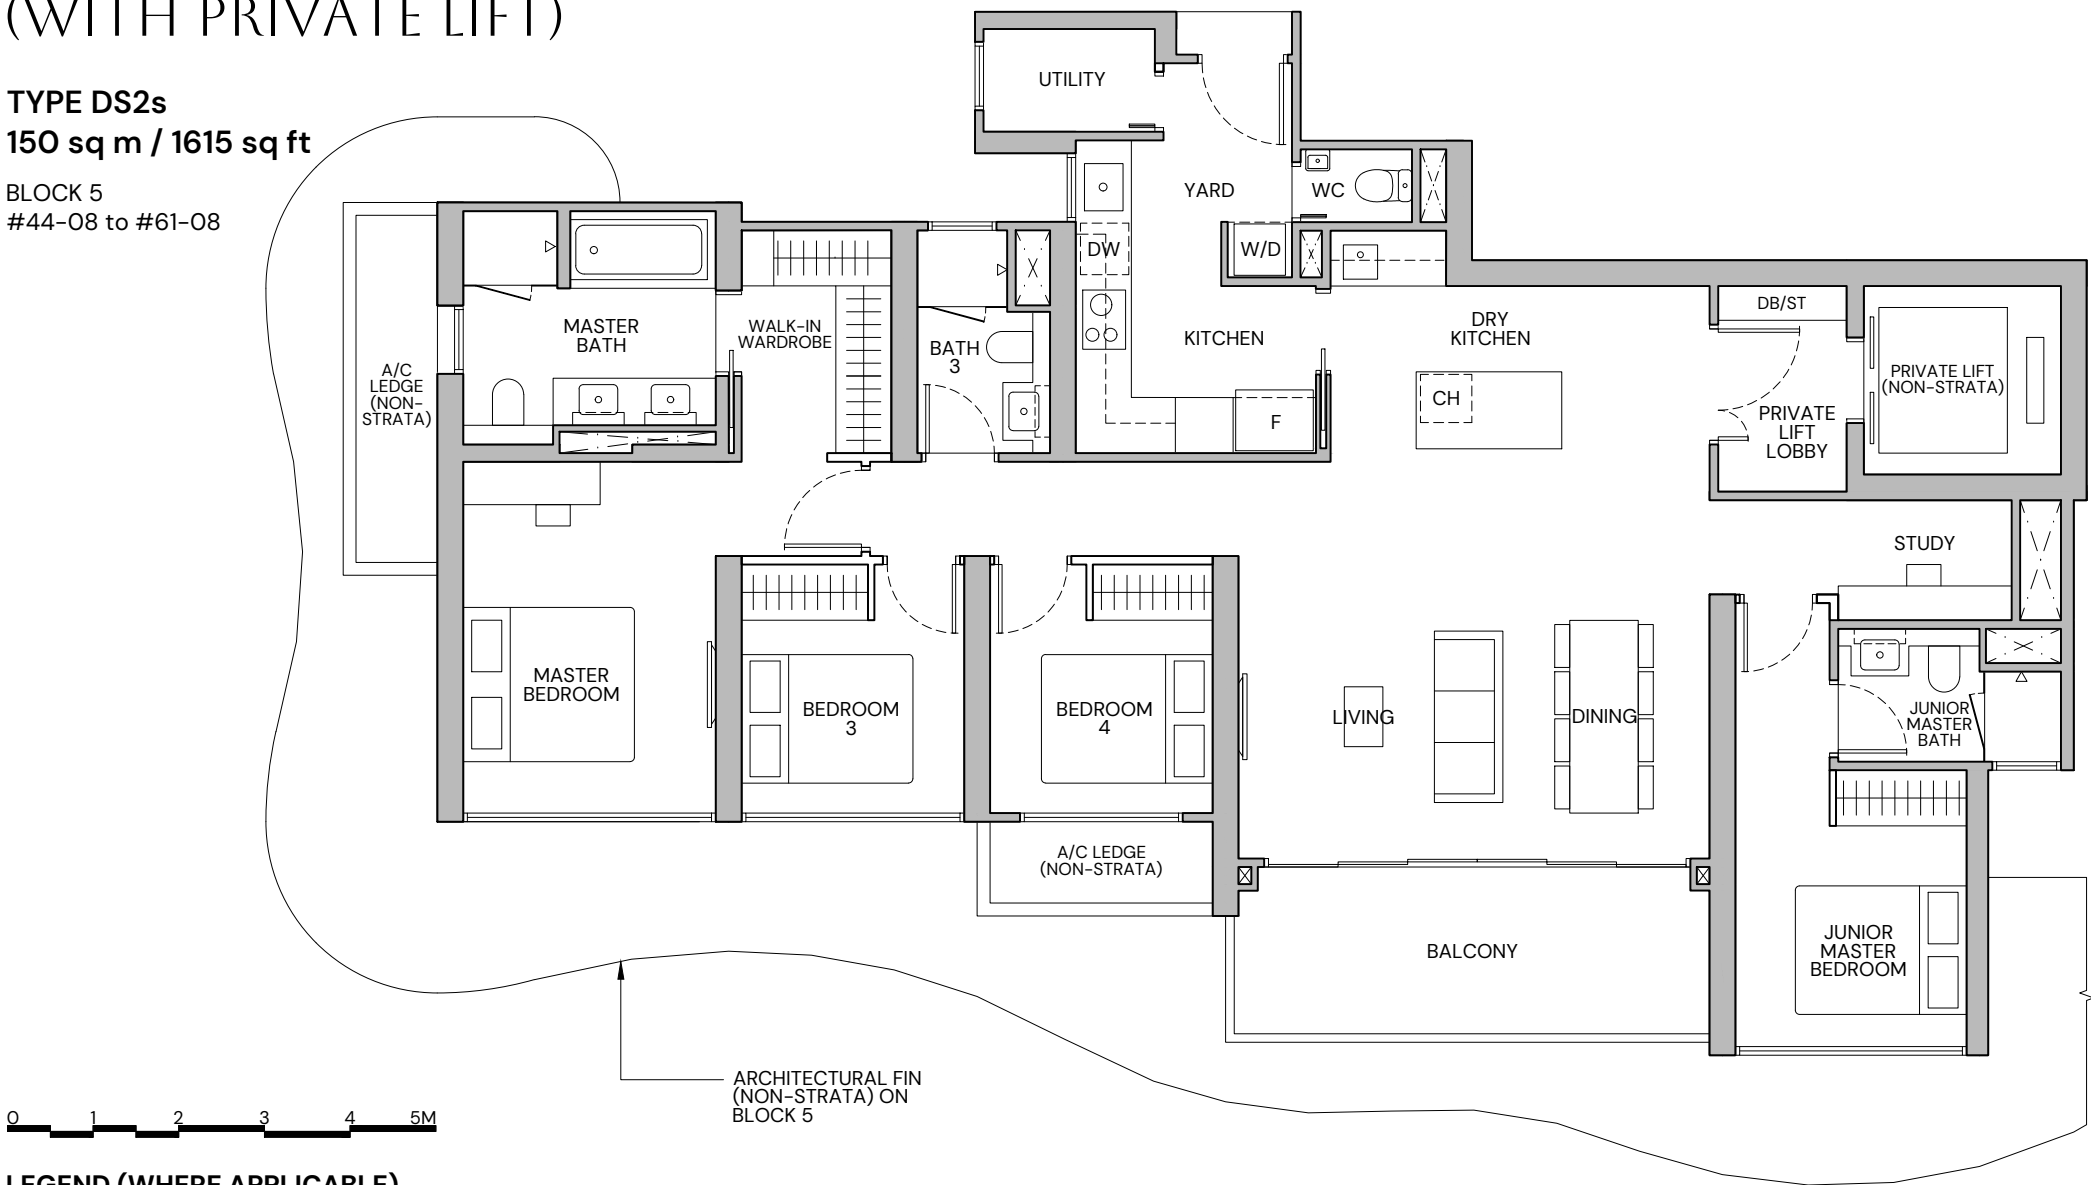 (WITH PRIVATE LIFT)
TYPE DS2s
150 sq m / 1615 sq ft
BLOCK 5
#44-08 to #61-08
UTILITY
YARD
WC
DW
W/D
KITCHEN
DRY
KITCHEN
CH
F
DB/ST
PRIVATE LIFT
(NON-STRATA)
PRIVATE
LIFT
LOBBY
MASTER
BATH
WALK-IN
WARDROBE
BATH
3
A/C
LEDGE
(NON-
STRATA)
STUDY
MASTER
BEDROOM
BEDROOM
3
BEDROOM
4
LIVING
DINING
JUNIOR
MASTER
BATH
A/C LEDGE
(NON-STRATA)
BALCONY
JUNIOR
MASTER
BEDROOM
ARCHITECTURAL FIN
(NON-STRATA) ON
BLOCK 5
0 1 2 3 4 5M
LEGEND (WHERE APPLICABLE)